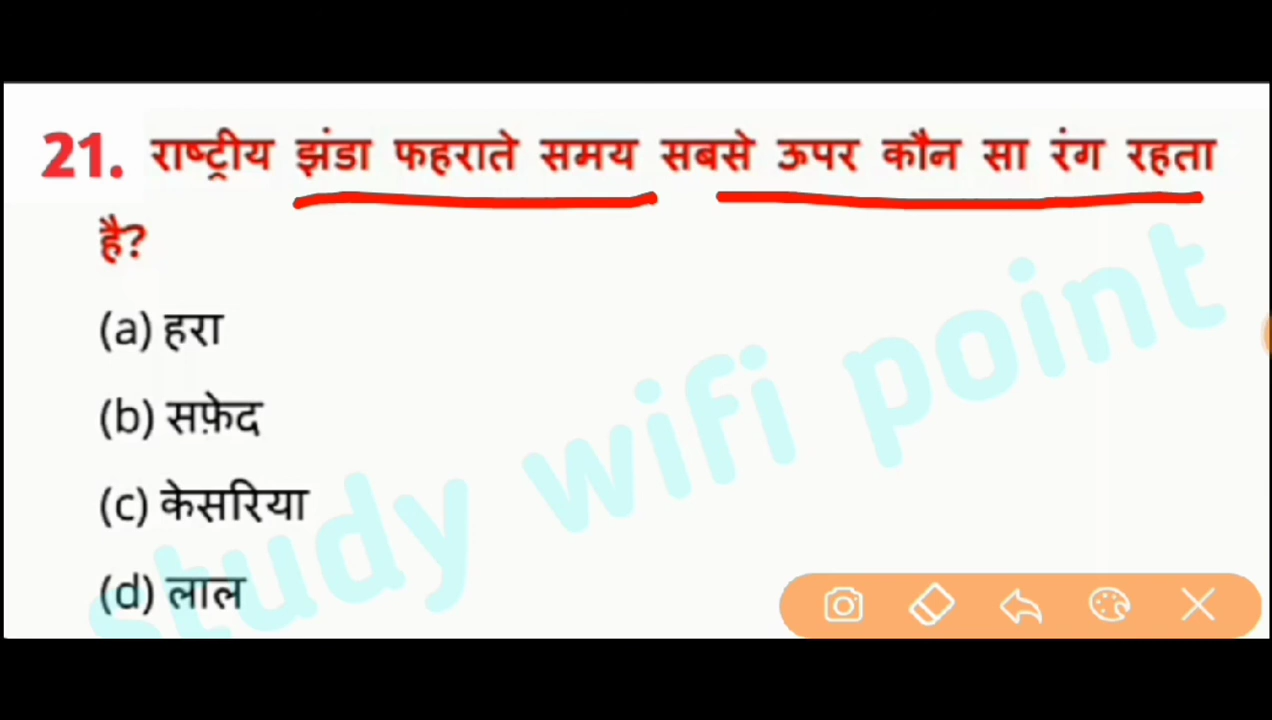 21. राष्ट्रीय झंडा फहराते समय सबसे ऊपर कौन सा रंग रहता
है?
(a) हरा
(b) सफ़ेद
(c) केसरिया
(d) लाल
study wifi point